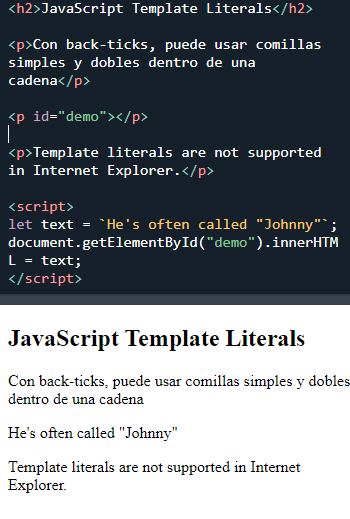 <h2>JavaScript Template Literals</h2>
<p>Con back-ticks, puede usar comillas
simples y dobles dentro de una
cadena</p>
<p id="demo"></p>
<p>Template literals are not supported
in Internet Explorer.</p>
<script>
let text = `He's often called "Johnny"`;
document.getElementById("demo").innerHTM
L = text;
</script>
JavaScript Template Literals
Con back-ticks, puede usar comillas simples y dobles
dentro de una cadena
He's often called "Johnny"
Template literals are not supported in Internet
Explorer.